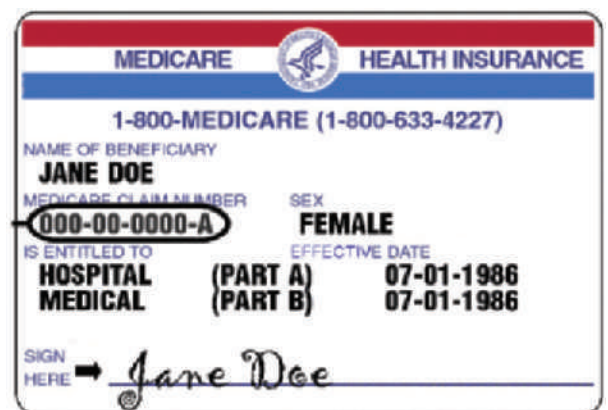 MEDICARE HEALTH INSURANCE
1-800-MEDICARE (1-800-633-4227)
NAME OF BENEFICIARY
JANE DOE
MEDICARE CLAIM NUMBER SEX
000-00-0000-A FEMALE
IS ENTITLED TO EFFECTIVE DATE
HOSPITAL (PART A) 07-01-1986
MEDICAL (PART B) 07-01-1986
SIGN
HERE Jane Doe